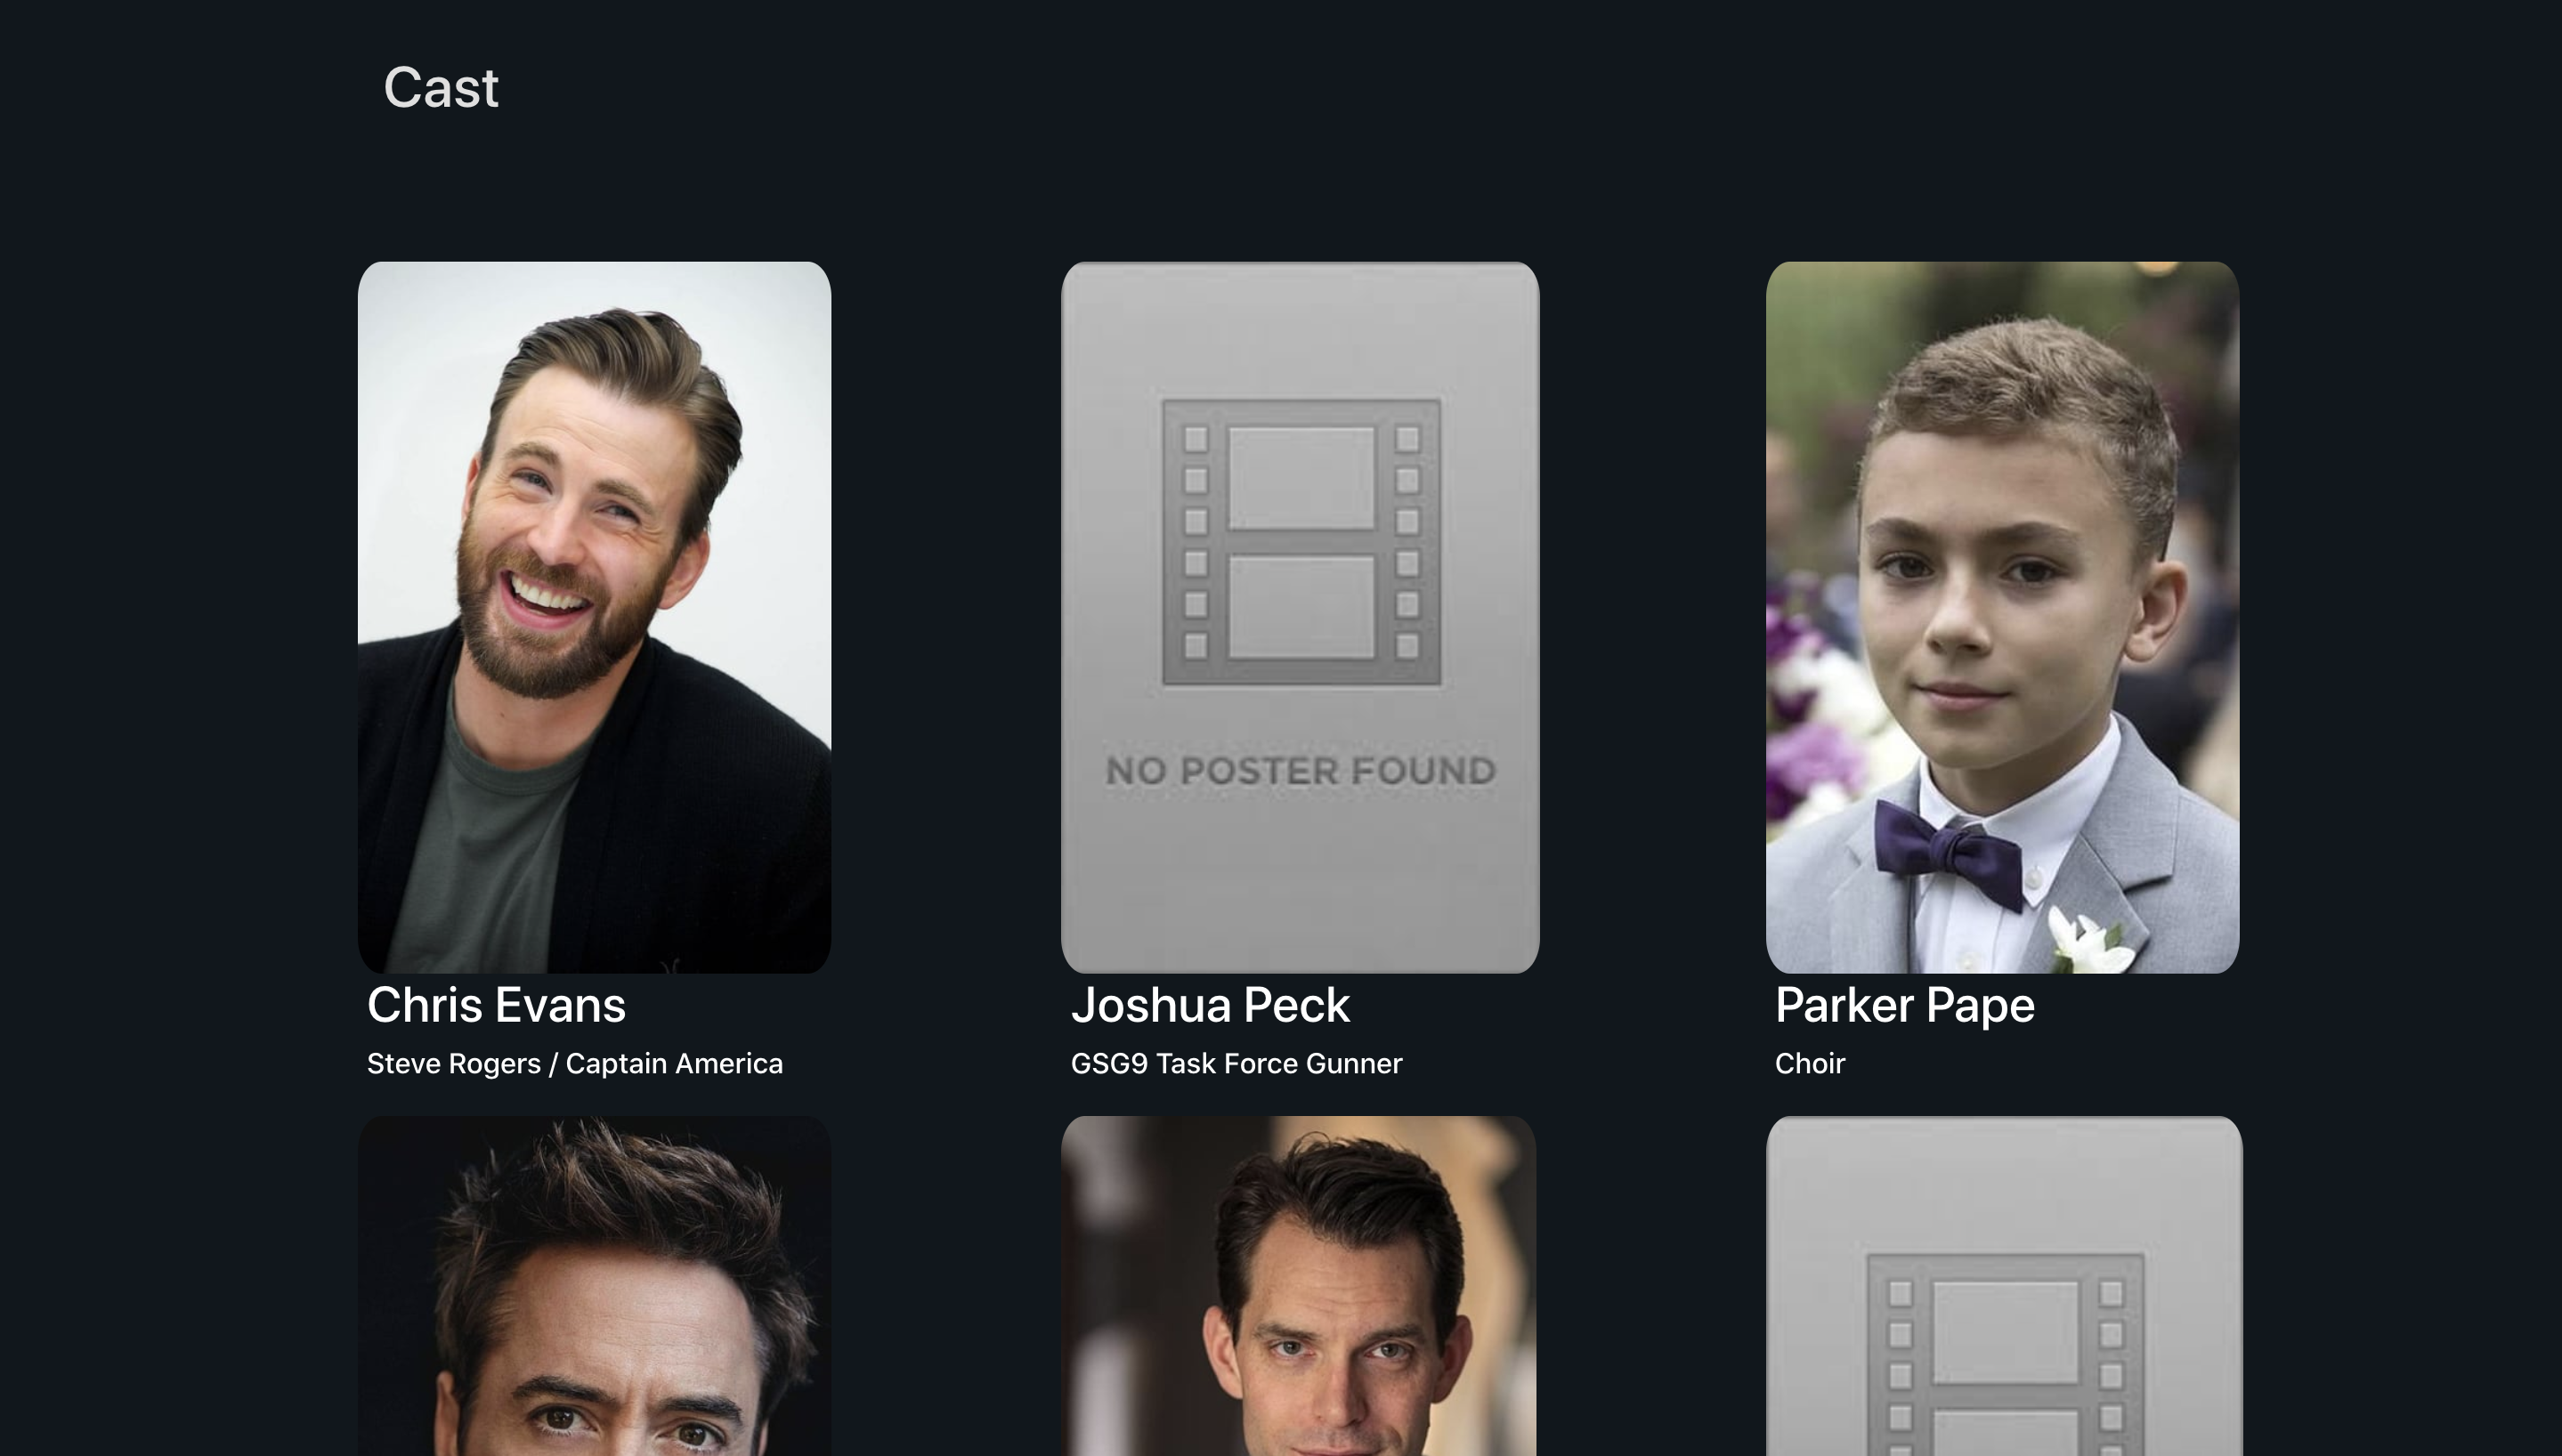 Cast
NO POSTER FOUND
Chris Evans
Joshua Peck
Parker Pape
Steve Rogers / Captain America
GSG9 Task Force Gunner
Choir